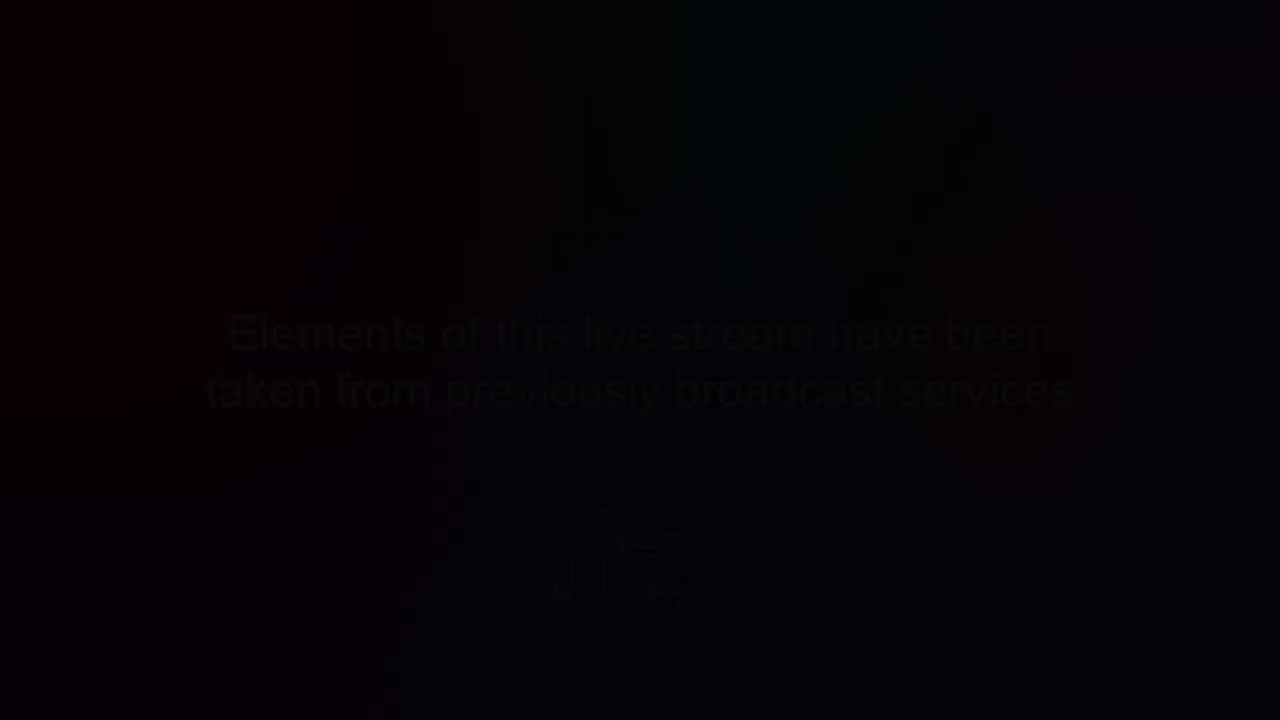 Elements of this live stream have been
taken from previously broadcast services